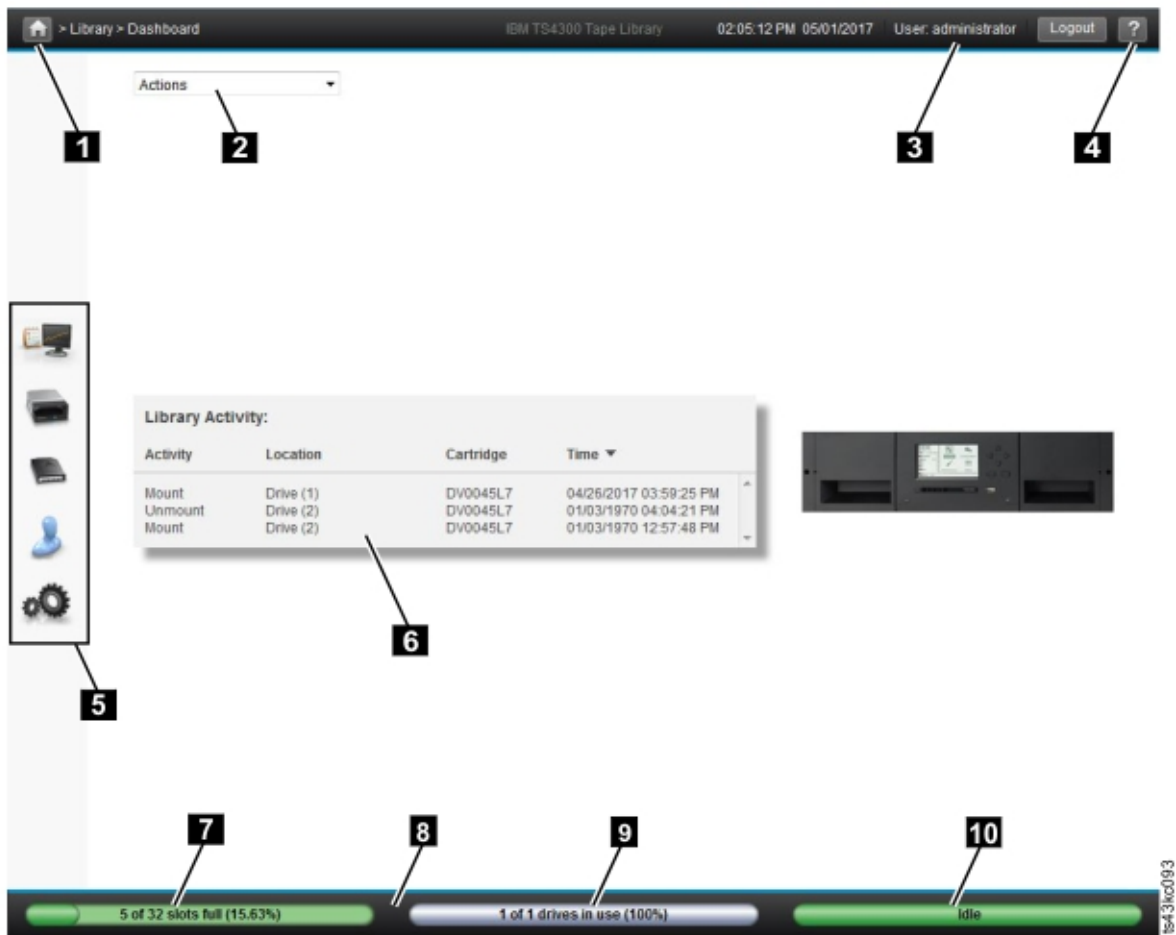 > Library > Dashboard IBM TS4300 Tape Library 02:05:12 PM 05/01/2017 User: administrator Logout ?
Actions
1 2 3 4
Library Activity:
Activity Location Cartridge Time
Mount Drive (1) DV0045L7 04/26/2017 03:59:25 PM
Unmount Drive (2) DV0045L7 01/03/1970 04:04:21 PM
Mount Drive (2) DV0045L7 01/03/1970 12:57:48 PM
6
5
7 8 9 10
5 of 32 slots full (15.63%) 1 of 1 drives in use (100%) Idle
ts43kc093